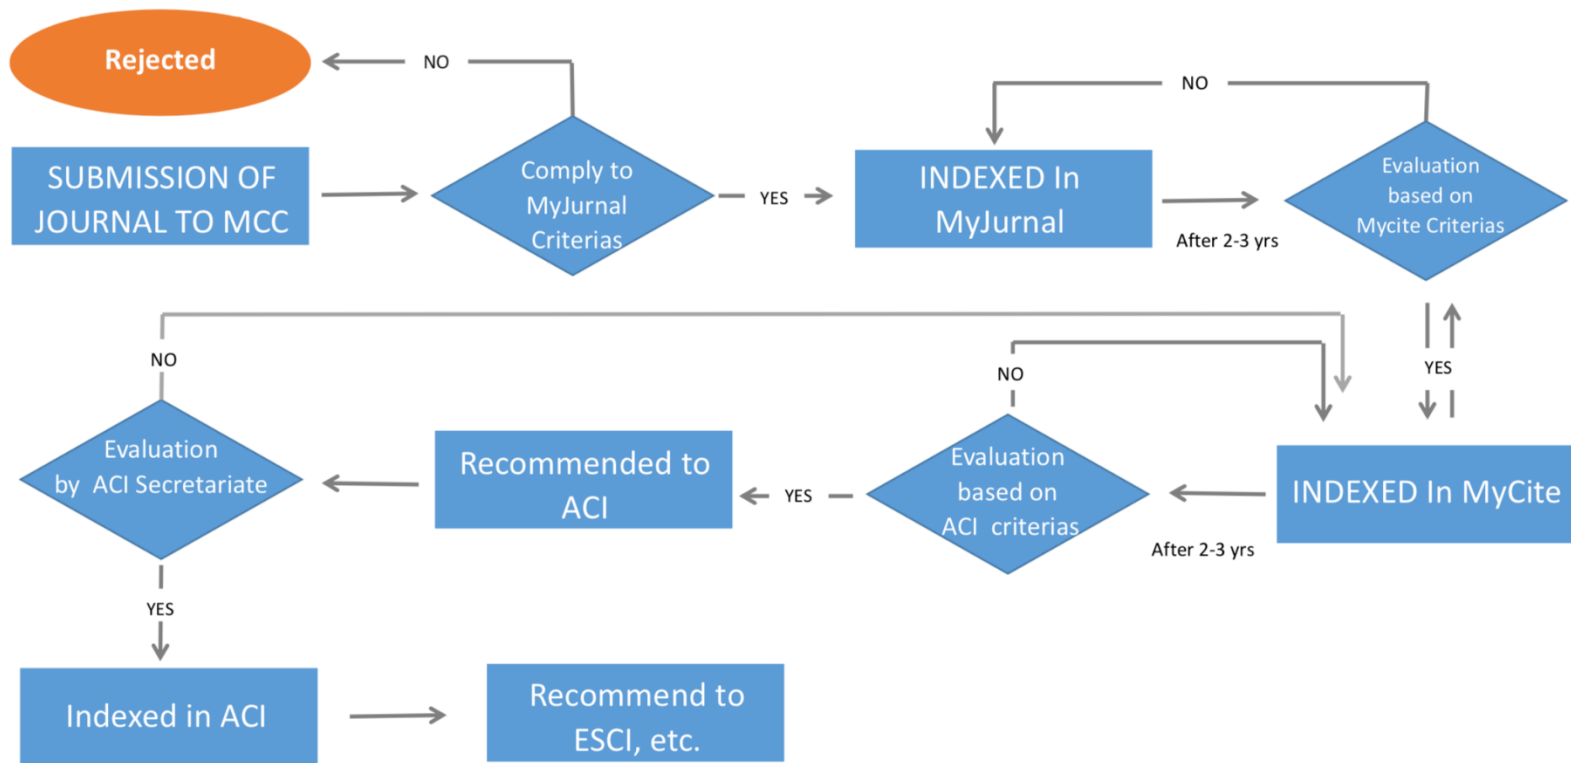 Rejected
NO
SUBMISSION OF
JOURNAL TO MCC
Comply to
MyJurnal
Criterias
YES
INDEXED In
MyJurnal
After 2-3 yrs
NO
Evaluation
based on
Mycite Criterias
YES
INDEXED In MyCite
After 2-3 yrs
NO
Evaluation
based on
ACI criterias
YES
Recommended to
ACI
NO
Evaluation
by ACI Secretariate
YES
Indexed in ACI
Recommend to
ESCI, etc.